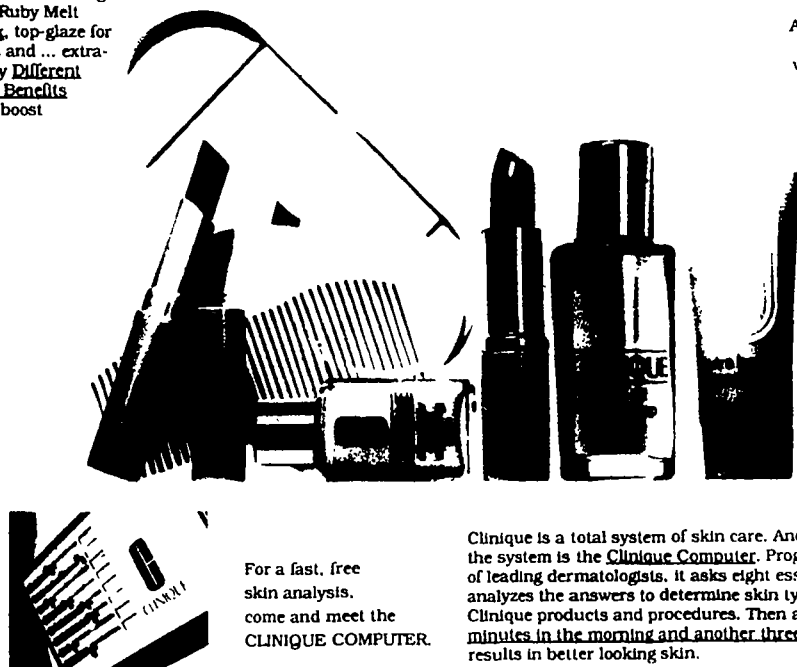 Ruby Melt
, top-glaze for
and ... extra-
y Different
Benefits
boost
QUE
CLINIQUE
For a fast, free
skin analysis,
come and meet the
CLINIQUE COMPUTER.
Clinique is a total system of skin care. And
the system is the Clinique Computer. Prog
of leading dermatologists, it asks eight ess
analyzes the answers to determine skin ty
Clinique products and procedures. Then a
minutes in the morning and another three
results in better looking skin.